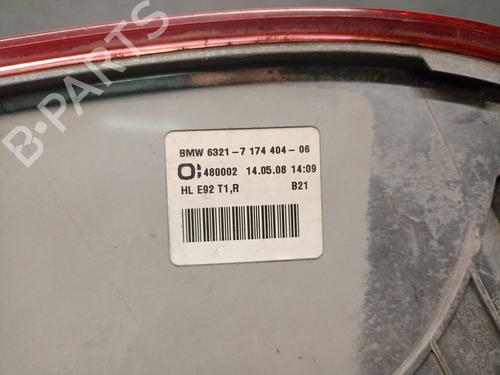 B-PARTS
BMW 6321-7 174 404-06
480002 14.05.08 14:09
HL E92 T1,R B21